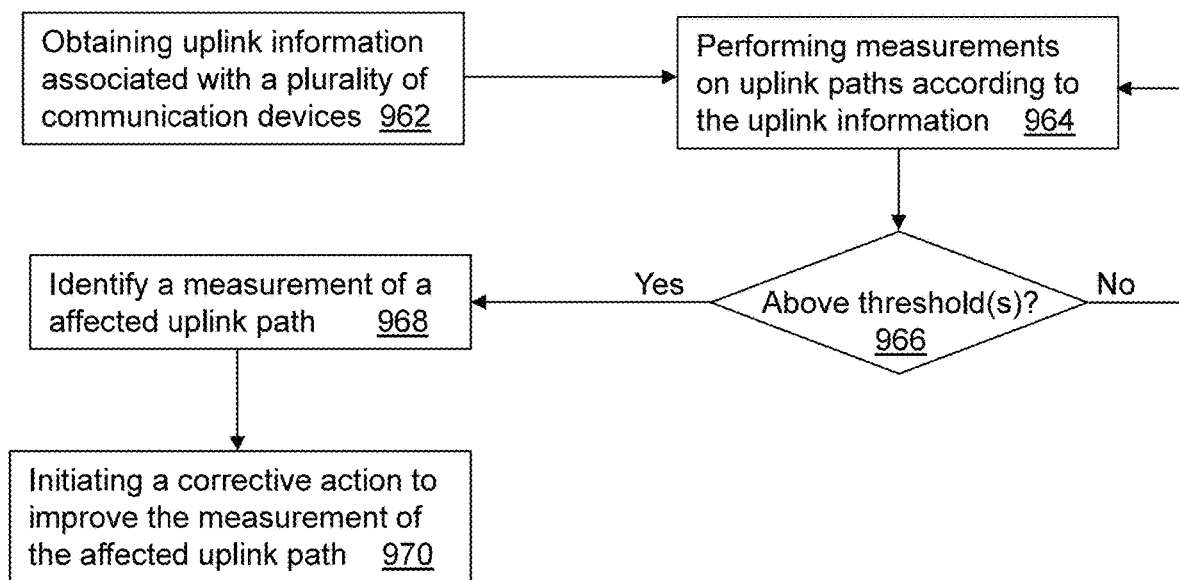 Obtaining uplink information
associated with a plurality of
communication devices 962
Performing measurements
on uplink paths according to
the uplink information 964
Above threshold(s)?
966
Yes
No
Identify a measurement of a
affected uplink path 968
Initiating a corrective action to
improve the measurement of
the affected uplink path 970